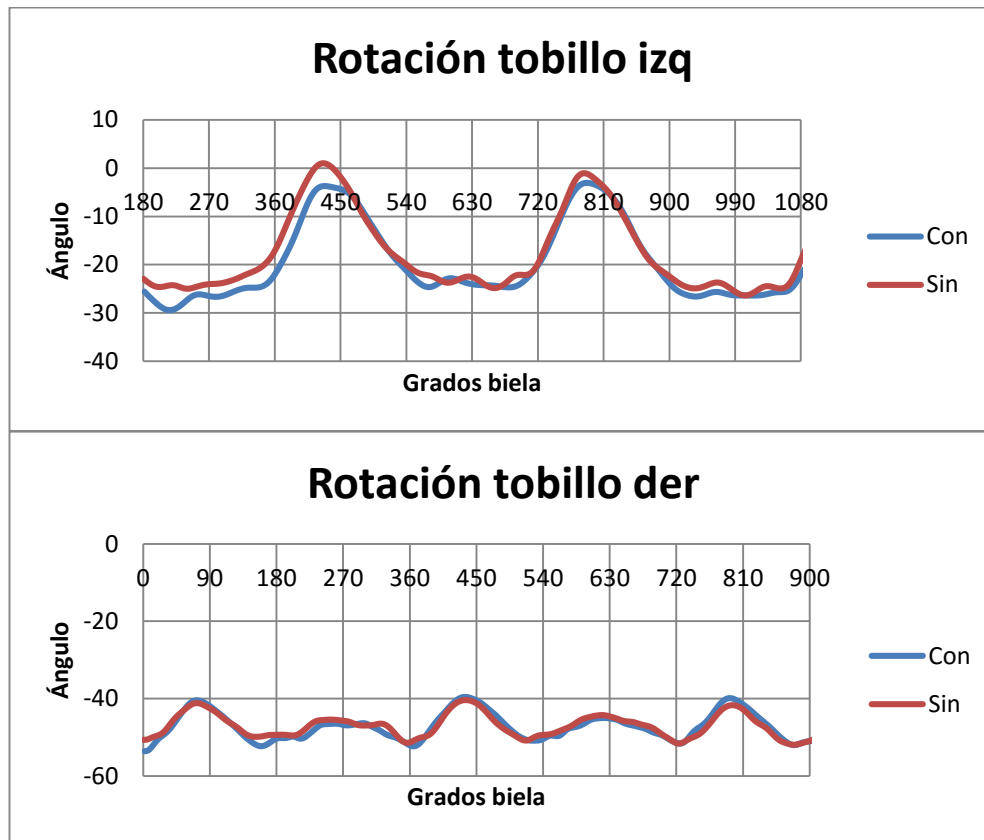 Rotación tobillo izq
10
0
180 270 360 450 540 630 720 810 900 990 1080
-10
-20
-30
-40
Ángulo
Grados biela
Con
Sin
Rotación tobillo der
0
0 90 180 270 360 450 540 630 720 810 900
-20
-40
-60
Ángulo
Grados biela
Con
Sin